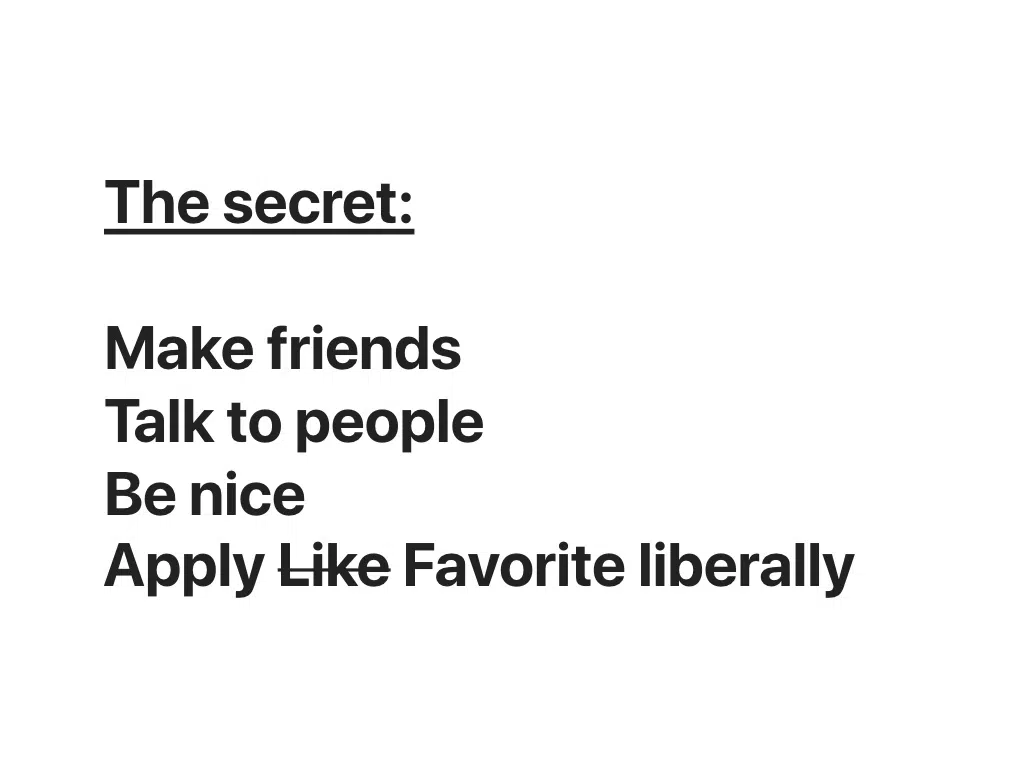 The secret:
Make friends
Talk to people
Be nice
Apply Like Favorite liberally